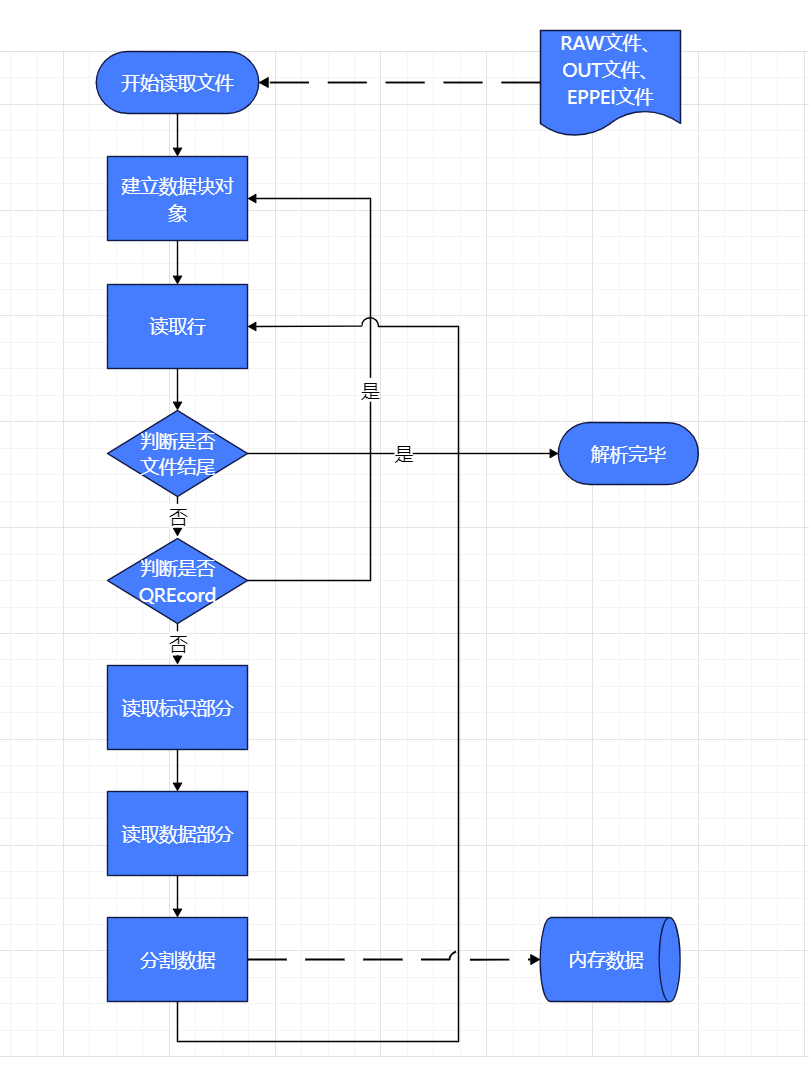 RAW文件、
OUT文件、
EPPEI文件
开始读取文件
建立数据块对
象
读取行
是
判断是否
文件结尾
是
解析完毕
否
判断是否
QREcord
否
读取标识部分
读取数据部分
分割数据
内存数据